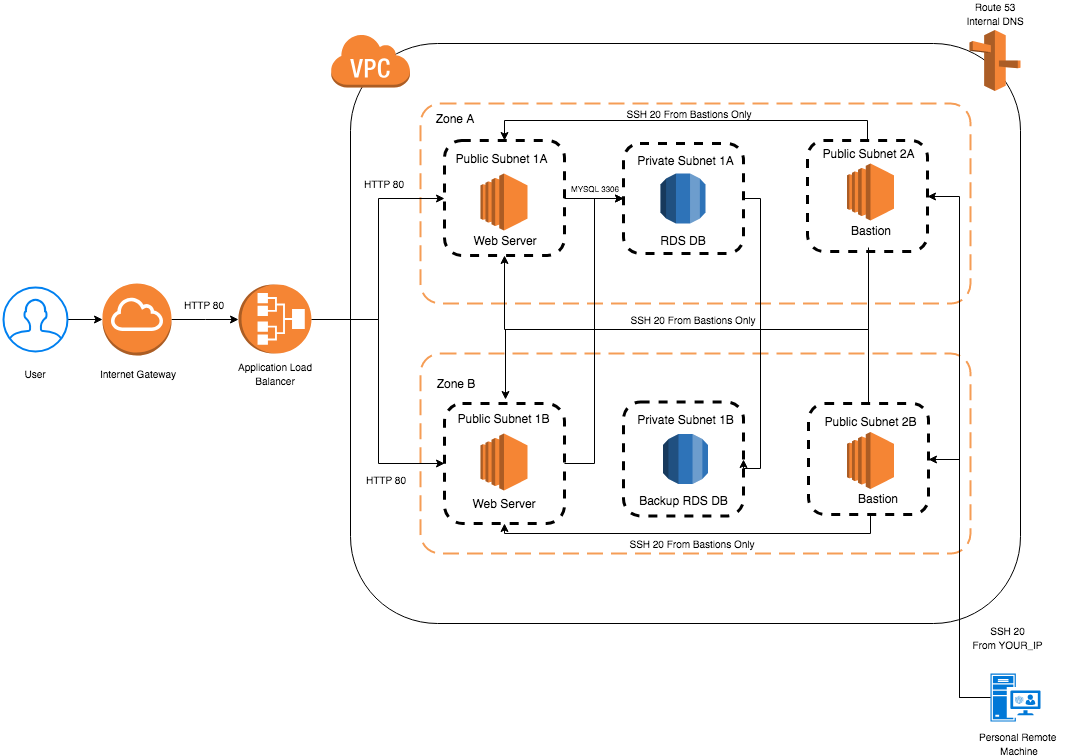 Route 53
Internal DNS
VPC
Zone A
SSH 20 From Bastions Only
Public Subnet 1A
Web Server
HTTP 80
MYSQL 3306
Private Subnet 1A
RDS DB
Public Subnet 2A
Bastion
User
Internet Gateway
HTTP 80
Application Load
Balancer
SSH 20 From Bastions Only
Zone B
Public Subnet 1B
Web Server
HTTP 80
Private Subnet 1B
Backup RDS DB
Public Subnet 2B
Bastion
SSH 20 From Bastions Only
SSH 20
From YOUR_IP
Personal Remote
Machine